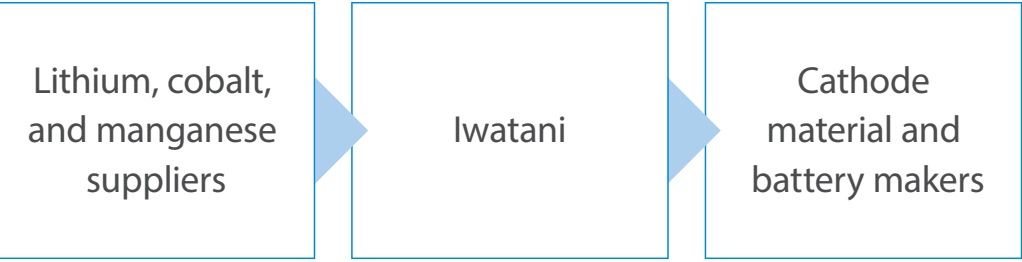 Lithium, cobalt,
and manganese
suppliers
Iwatani
Cathode
material and
battery makers